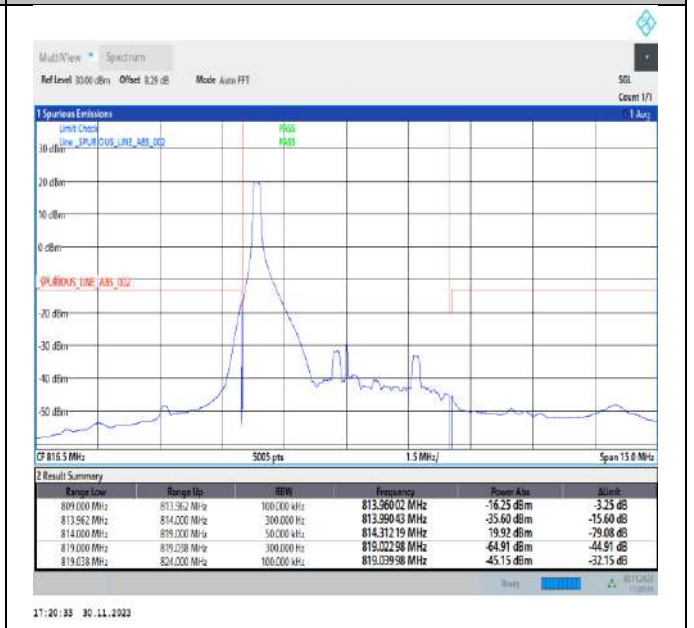 MultiView Spectrum
Ref Level 30.00 dBm Offset 8.29 dB Mode Auto FFT SGL
Count 1/1
1 Spurious Emissions 1 Avg
Limit Check PASS
Line _SPURIOUS_LINE_ABS_002 PASS
30 dBm
20 dBm
10 dBm
0 dBm
_SPURIOUS_LINE_ABS_002
-20 dBm
-30 dBm
-40 dBm
-50 dBm
CF 816.5 MHz 5005 pts 1.5 MHz/ Span 15.0 MHz
2 Result Summary
Range Low Range Up RBW Frequency Power Abs ΔLimit
809.000 MHz 813.962 MHz 100.000 kHz 813.96002 MHz -16.25 dBm -3.25 dB
813.962 MHz 814.000 MHz 300.000 Hz 813.99043 MHz -35.60 dBm -15.60 dB
814.000 MHz 819.000 MHz 50.000 kHz 814.31219 MHz 19.92 dBm -79.08 dB
819.000 MHz 819.038 MHz 300.000 Hz 819.02298 MHz -64.91 dBm -44.91 dB
819.038 MHz 824.000 MHz 100.000 kHz 819.03998 MHz -45.15 dBm -32.15 dB
Ready 30.11.2023
17:20:33 30.11.2023